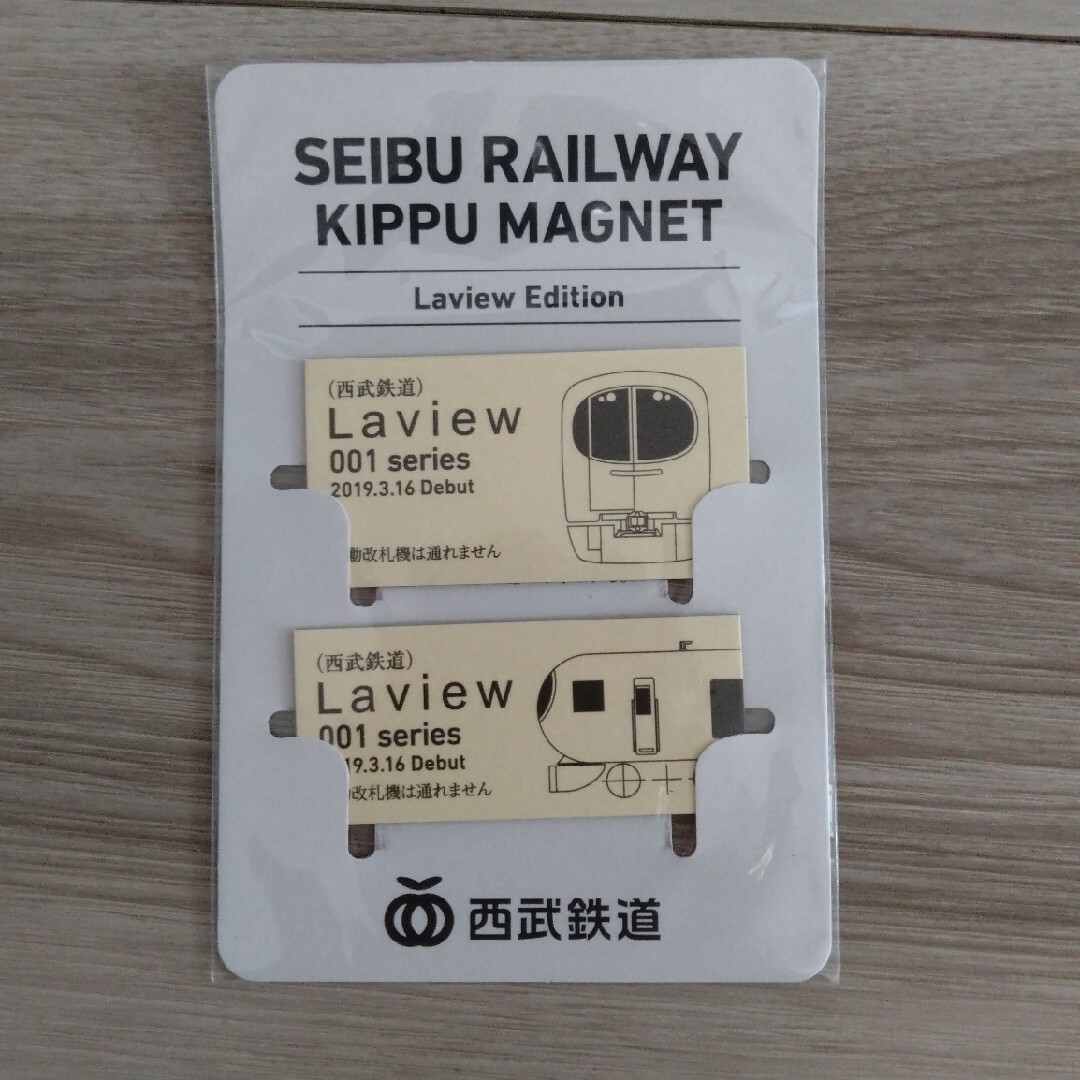 SEIBU RAILWAY
KIPPU MAGNET
Laview Edition
(西武鉄道)
Laview
001 series
2019.3.16 Debut
動改札機は通れません
(西武鉄道)
Laview
001 series
19.3.16 Debut
改札機は通れません
西武鉄道